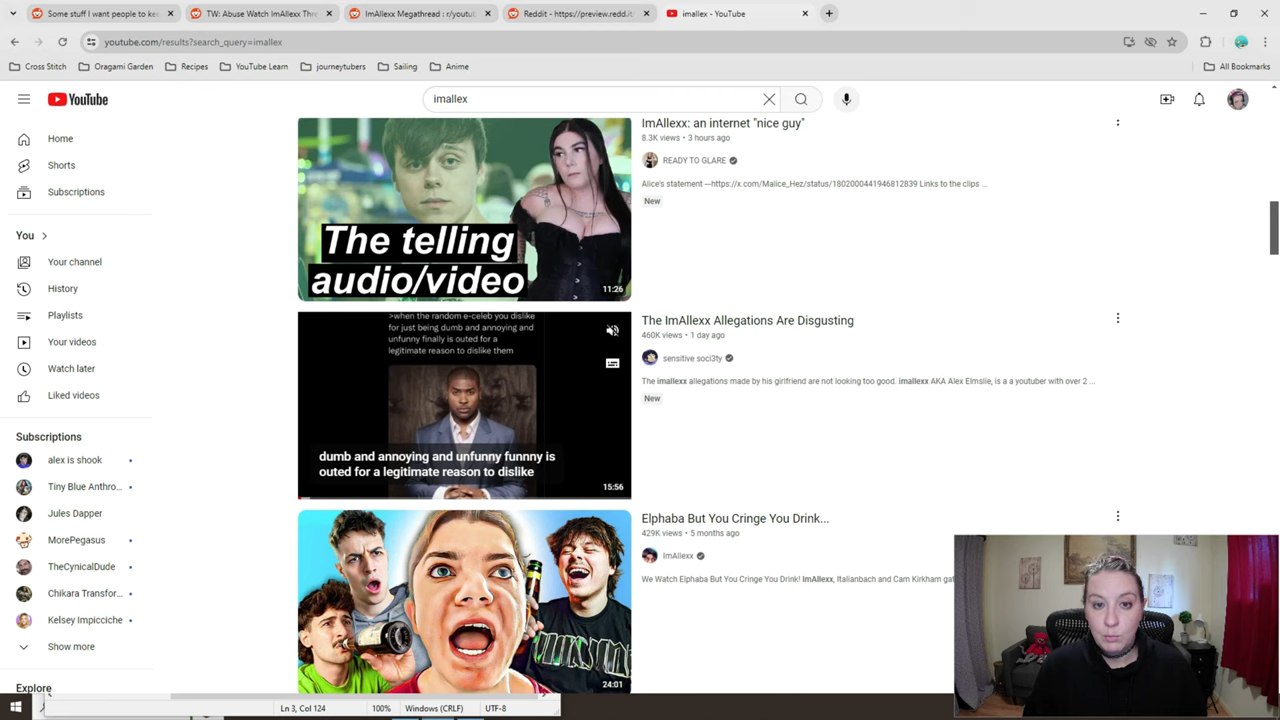 Some stuff I want people to kee
TW: Abuse Watch ImAllexx Thro
ImAllexx Megathread : r/youtub
Reddit - https://preview.redd.it/
imallex - YouTube
youtube.com/results?search_query=imallex
Cross Stitch
Oragami Garden
Recipes
YouTube Learn
journeytubers
Sailing
Anime
All Bookmarks
YouTube
imallex
Home
Shorts
Subscriptions
You
Your channel
History
Playlists
Your videos
Watch later
Liked videos
Subscriptions
alex is shook
Tiny Blue Anthro...
Jules Dapper
MorePegasus
TheCynicalDude
Chikara Transfor...
Kelsey Impicciche
Show more
Explore
The telling
audio/video
11:26
ImAllexx: an internet "nice guy"
8.3K views • 3 hours ago
READY TO GLARE
Alice's statement —https://x.com/Malice_Hez/status/1802000441946812839 Links to the clips ...
New
>when the random e-celeb you dislike
for just being dumb and annoying and
unfunny finally is outed for a
legitimate reason to dislike them
dumb and annoying and unfunny funnny is
outed for a legitimate reason to dislike
15:56
The ImAllexx Allegations Are Disgusting
460K views • 1 day ago
sensitive soci3ty
The imallexx allegations made by his girlfriend are not looking too good. imallexx AKA Alex Elmslie, is a a youtuber with over 2 ...
New
24:01
Elphaba But You Cringe You Drink...
429K views • 5 months ago
ImAllexx
We Watch Elphaba But You Cringe You Drink! ImAllexx, Italianbach and Cam Kirkham gat
Ln 3, Col 124
100%
Windows (CRLF)
UTF-8